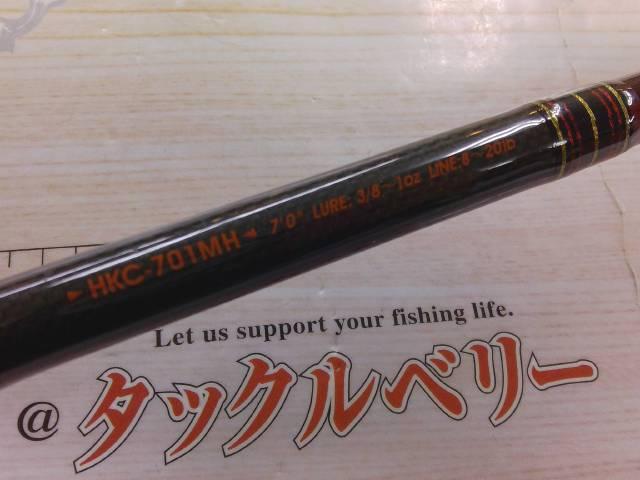 ►HKC-701MH◄ 7'0" LURE: 3/8~1oz LINE:8~20lb
Let us support your fishing life.
@タックルベリー